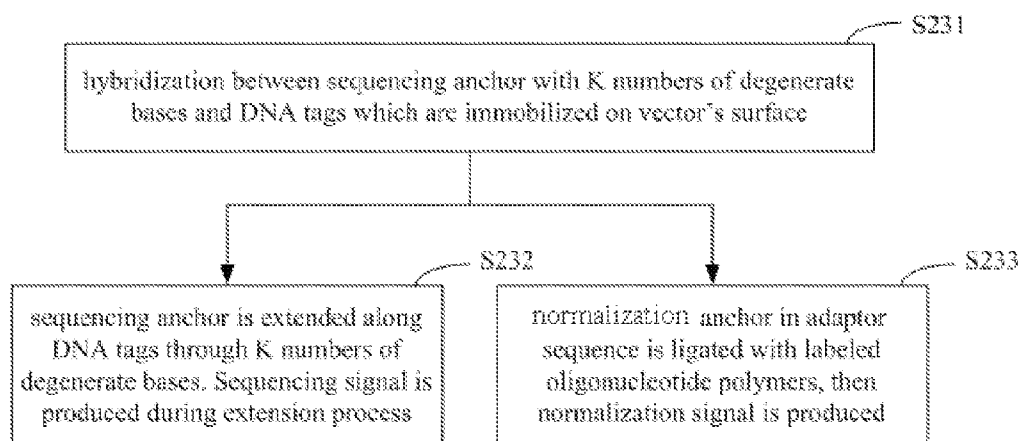 S231
hybridization between sequencing anchor with K numbers of degenerate
bases and DNA tags which are immobilized on vector's surface
S232
sequencing anchor is extended along
DNA tags through K numbers of
degenerate bases. Sequencing signal is
produced during extension process
S233
normalization anchor in adaptor
sequence is ligated with labeled
oligonucleotide polymers, then
normalization signal is produced